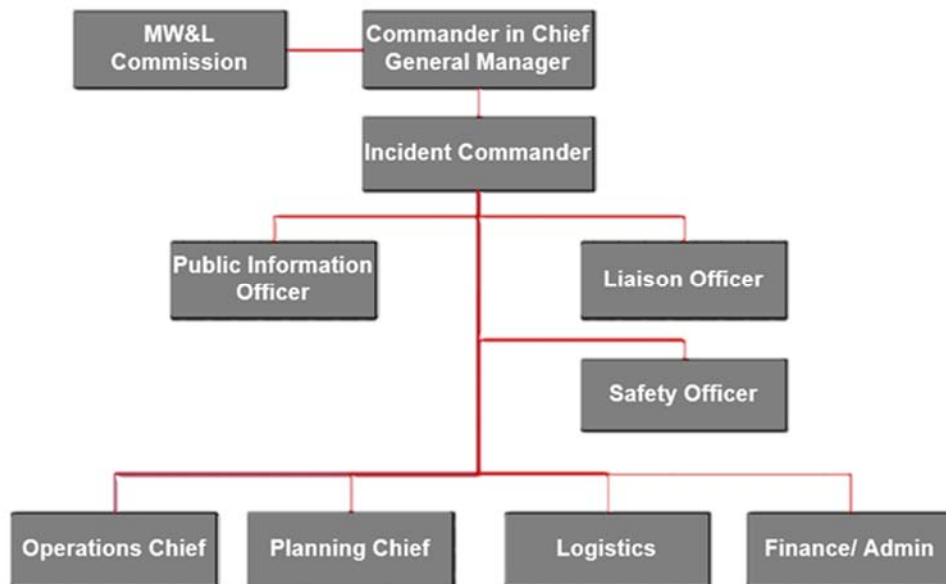 MW&L
Commission
Commander in Chief
General Manager
Incident Commander
Public Information
Officer
Liaison Officer
Safety Officer
Operations Chief
Planning Chief
Logistics
Finance/ Admin